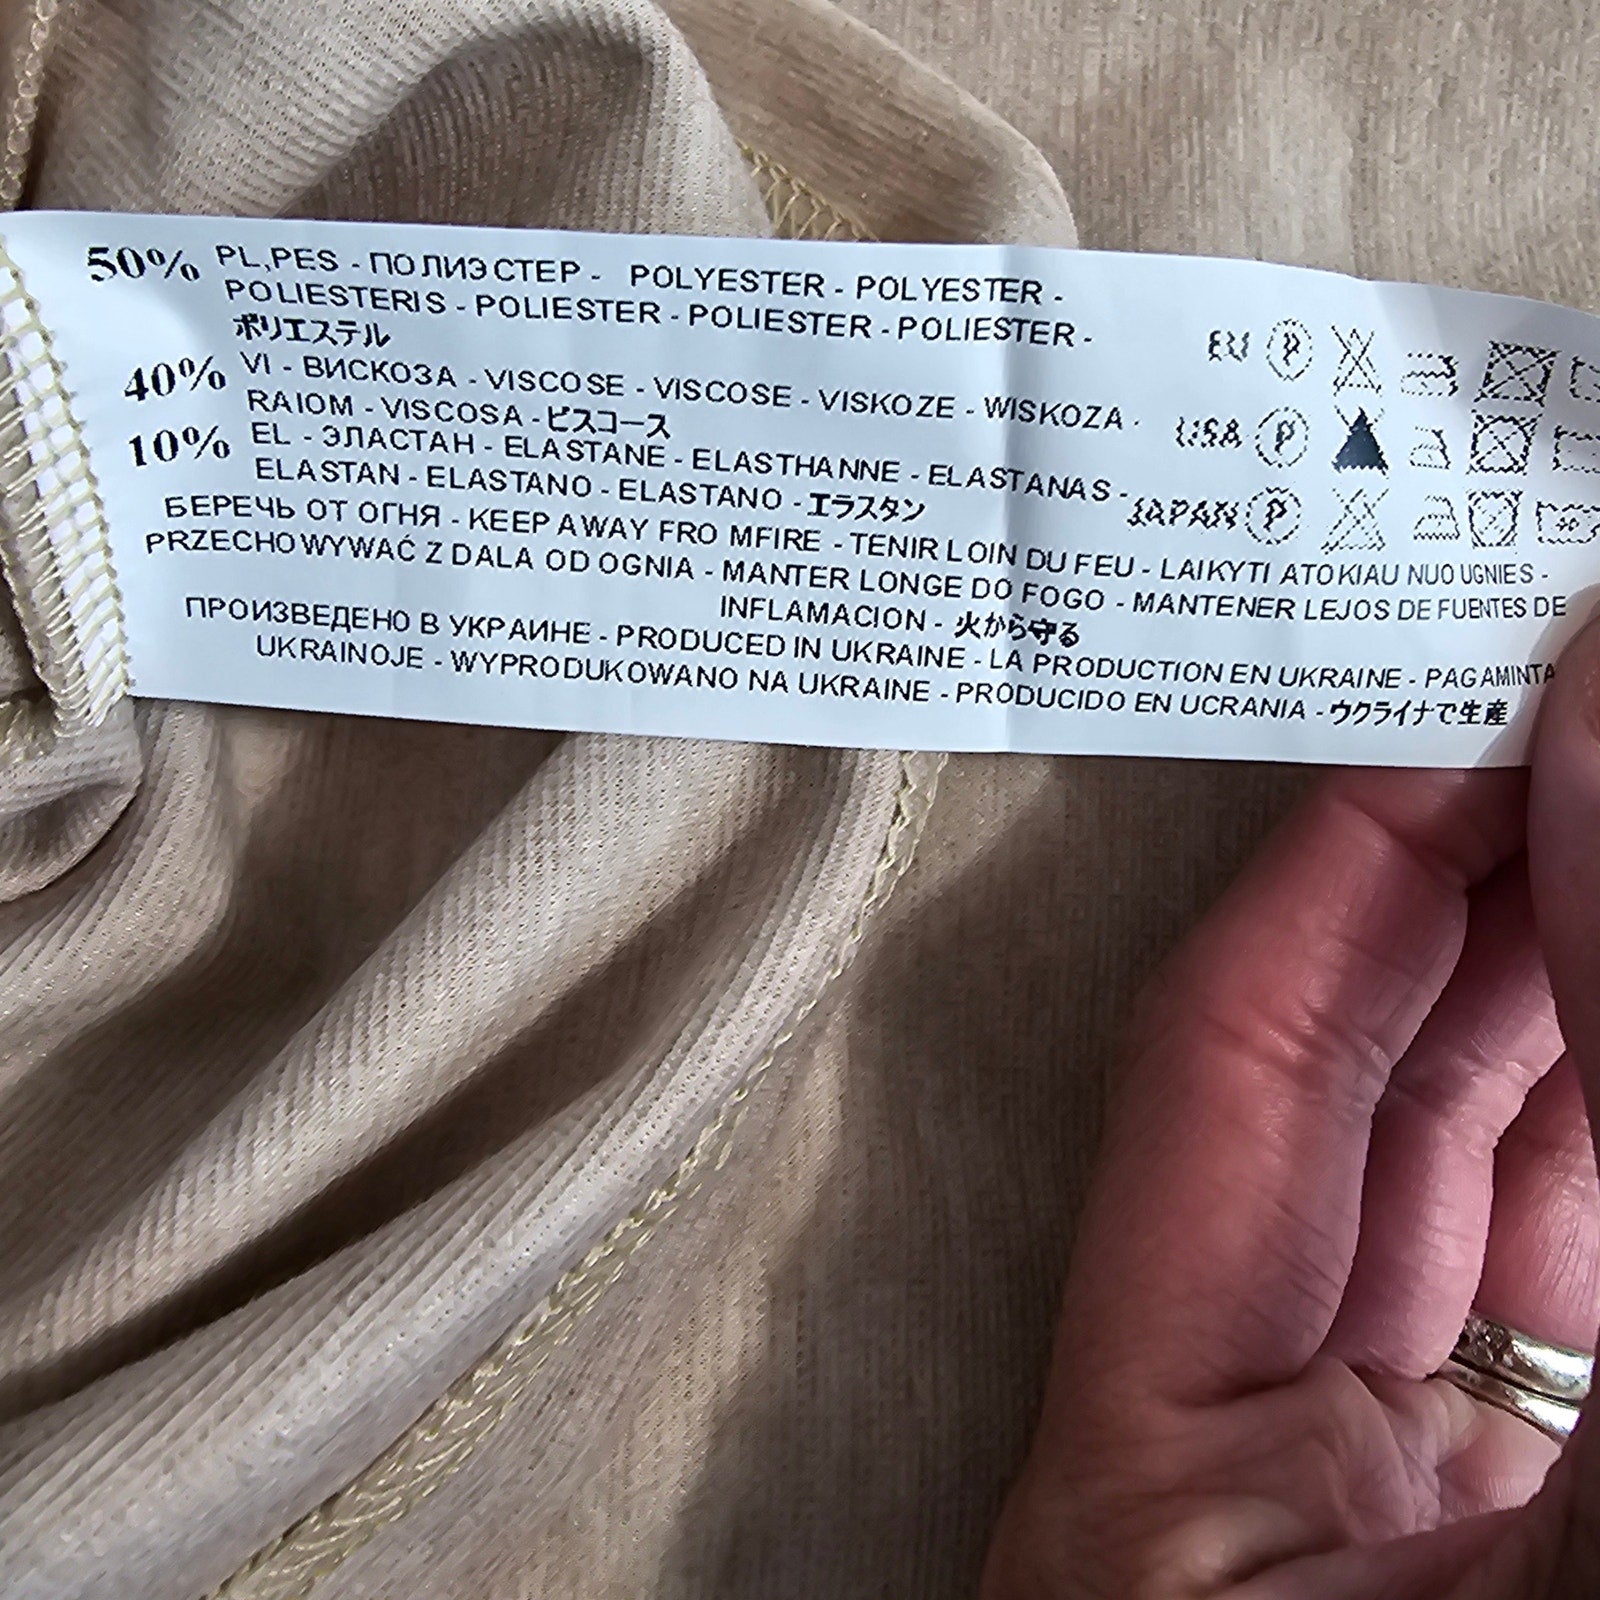 50% PL,PES - ПОЛИЭСТЕР - POLYESTER - POLYESTER -
POLIESTERIS - POLIESTER - POLIESTER - POLIESTER -
ポリエステル
40% VI - ВИСКОЗА - VISCOSE - VISCOSE - VISKOZE - WISKOZA -
RAIOM - VISCOSA - ビスコース
10% EL - ЭЛАСТАН - ELASTANE - ELASTHANNE - ELASTANAS -
ELASTAN - ELASTANO - ELASTANO - エラスタン
EU P
USA P
JAPAN P
БЕРЕЧЬ ОТ ОГНЯ - KEEP AWAY FRO MFIRE - TENIR LOIN DU FEU - LAIKYTI ATOKIAU NUO UGNIES -
PRZECHOWYWAĆ Z DALA OD OGNIA - MANTER LONGE DO FOGO - MANTENER LEJOS DE FUENTES DE
INFLAMACION - 火から守る
ПРОИЗВЕДЕНО В УКРАИНЕ - PRODUCED IN UKRAINE - LA PRODUCTION EN UKRAINE - PAGAMINTA
UKRAINOJE - WYPRODUKOWANO NA UKRAINE - PRODUCIDO EN UCRANIA - ウクライナで生産